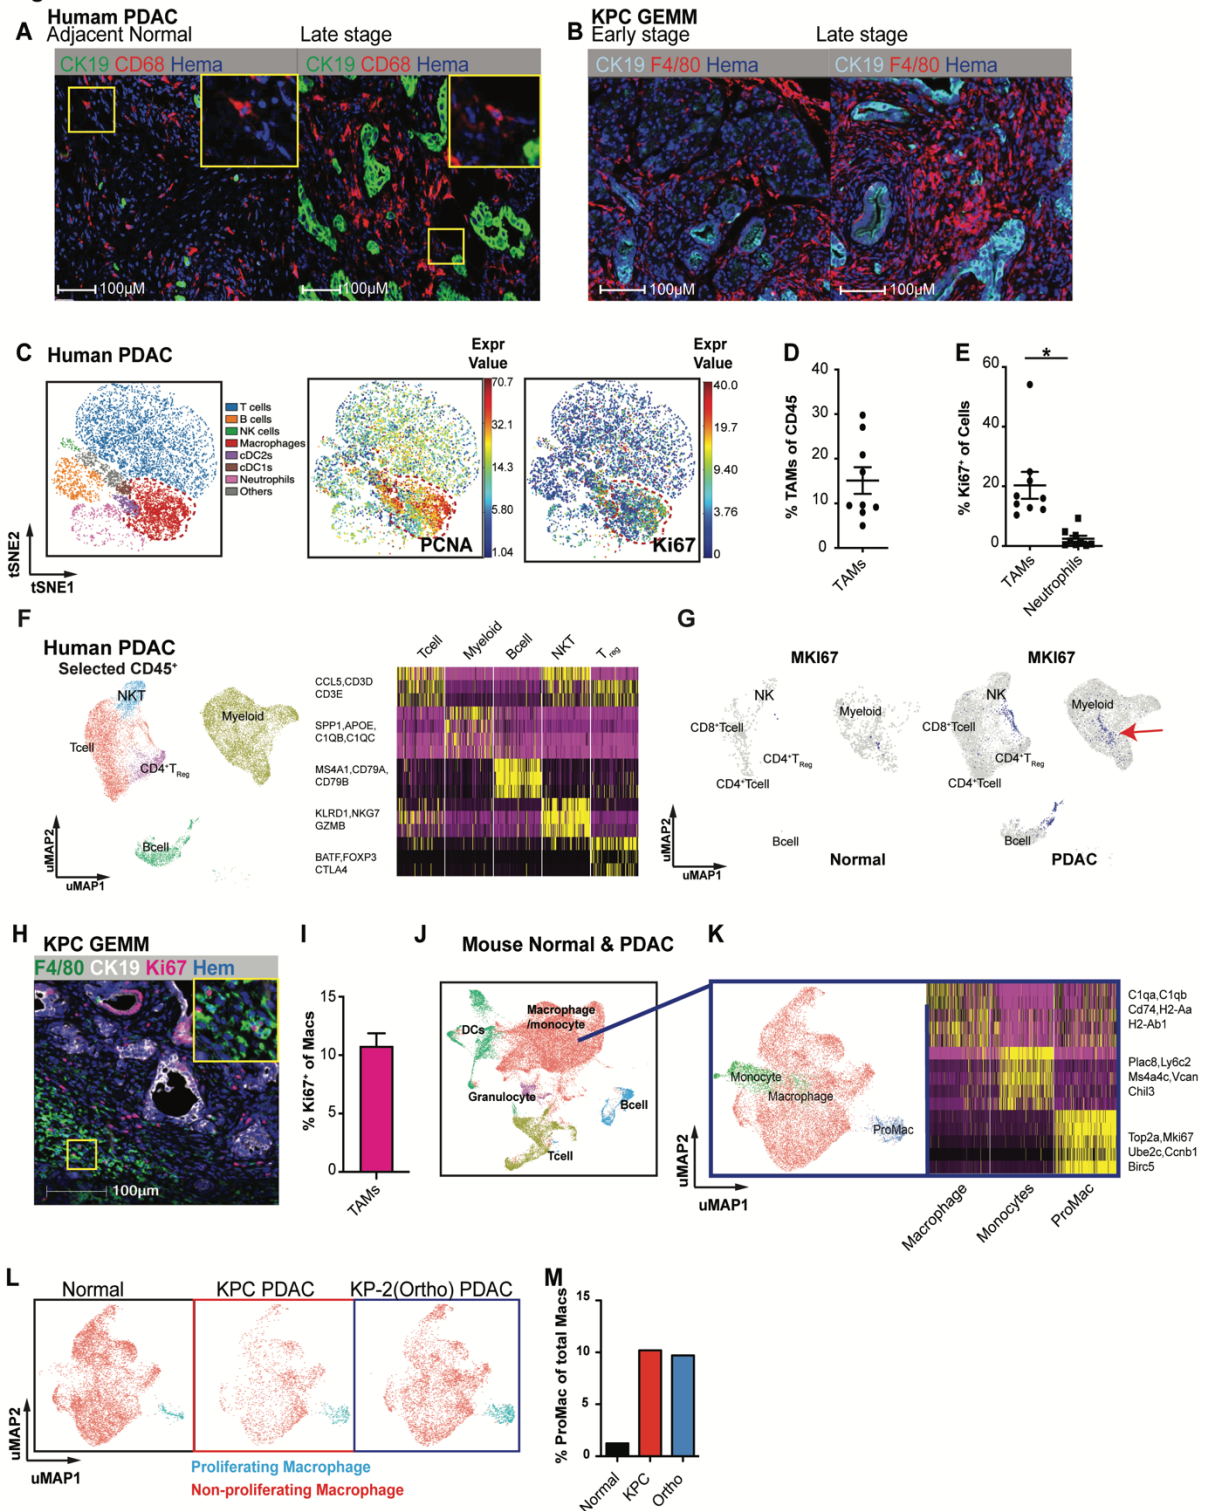 A
Human PDAC
Adjacent Normal
Late stage
CK19 CD68 Hema
CK19 CD68 Hema
100µM
100µM
B
KPC GEMM
Early stage
Late stage
CK19 F4/80 Hema
CK19 F4/80 Hema
100µM
100µM
C
Human PDAC
T cells
B cells
NK cells
Macrophages
cDC2s
cDC1s
Neutrophils
Others
tSNE2
tSNE1
Expr
Value
70.7
32.1
14.3
5.80
1.04
PCNA
Expr
Value
40.0
19.7
9.40
3.76
0
Ki67
D
% TAMs of CD45
40
30
20
10
0
TAMs
E
% Ki67⁺ of Cells
60
40
20
0
*
TAMs
Neutrophils
F
Human PDAC
Selected CD45⁺
NKT
Tcell
Myeloid
CD4⁺T Reg
Bcell
uMAP2
uMAP1
Tcell
Myeloid
Bcell
NKT
T reg
CCL5,CD3D
CD3E
SPP1,APOE,
C1QB,C1QC
MS4A1,CD79A,
CD79B
KLRD1,NKG7
GZMB
BATF,FOXP3
CTLA4
G
MKI67
NK
CD8⁺Tcell
Myeloid
CD4⁺T Reg
CD4⁺Tcell
Bcell
Normal
uMAP2
uMAP1
MKI67
NK
Myeloid
CD8⁺Tcell
CD4⁺T Reg
CD4⁺Tcell
Bcell
PDAC
H
KPC GEMM
F4/80 CK19 Ki67 Hem
100µm
I
% Ki67⁺ of Macs
15
10
5
0
TAMs
J
Mouse Normal & PDAC
Macrophage
/monocyte
DCs
Granulocyte
Bcell
Tcell
K
Monocyte
Macrophage
ProMac
uMAP2
uMAP1
C1qa,C1qb
Cd74,H2-Aa
H2-Ab1
Plac8,Ly6c2
Ms4a4c,Vcan
Chil3
Top2a,Mki67
Ube2c,Ccnb1
Birc5
Macrophage
Monocytes
ProMac
L
Normal
KPC PDAC
KP-2(Ortho) PDAC
uMAP2
uMAP1
Proliferating Macrophage
Non-proliferating Macrophage
M
% ProMac of total Macs
15
10
5
0
Normal
KPC
Ortho